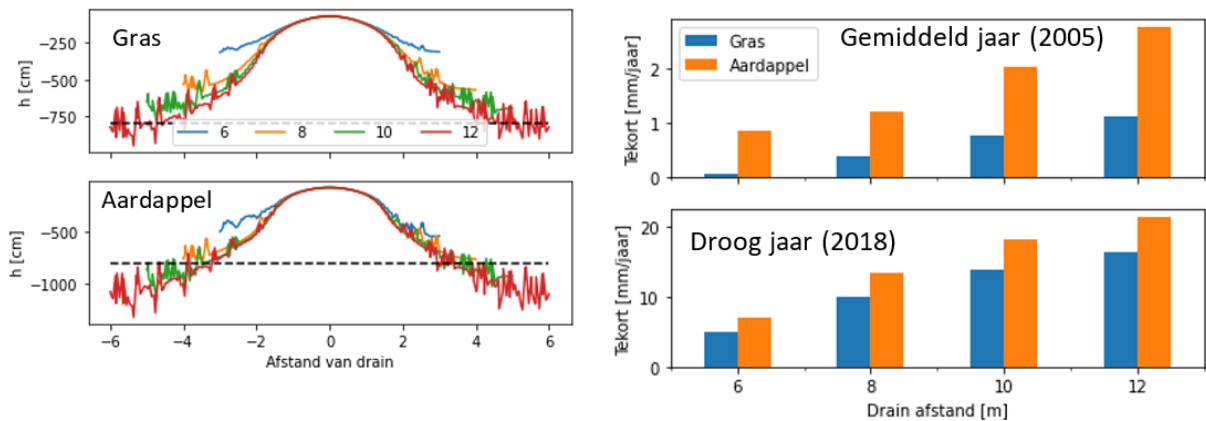 Gras
h [cm]
−250
−500
−750
6 8 10 12
Aardappel
h [cm]
−500
−1000
−6 −4 −2 0 2 4 6
Afstand van drain
Gemiddeld jaar (2005)
Gras
Aardappel
Tekort [mm/jaar]
2
1
0
Droog jaar (2018)
Tekort [mm/jaar]
20
10
0
6 8 10 12
Drain afstand [m]